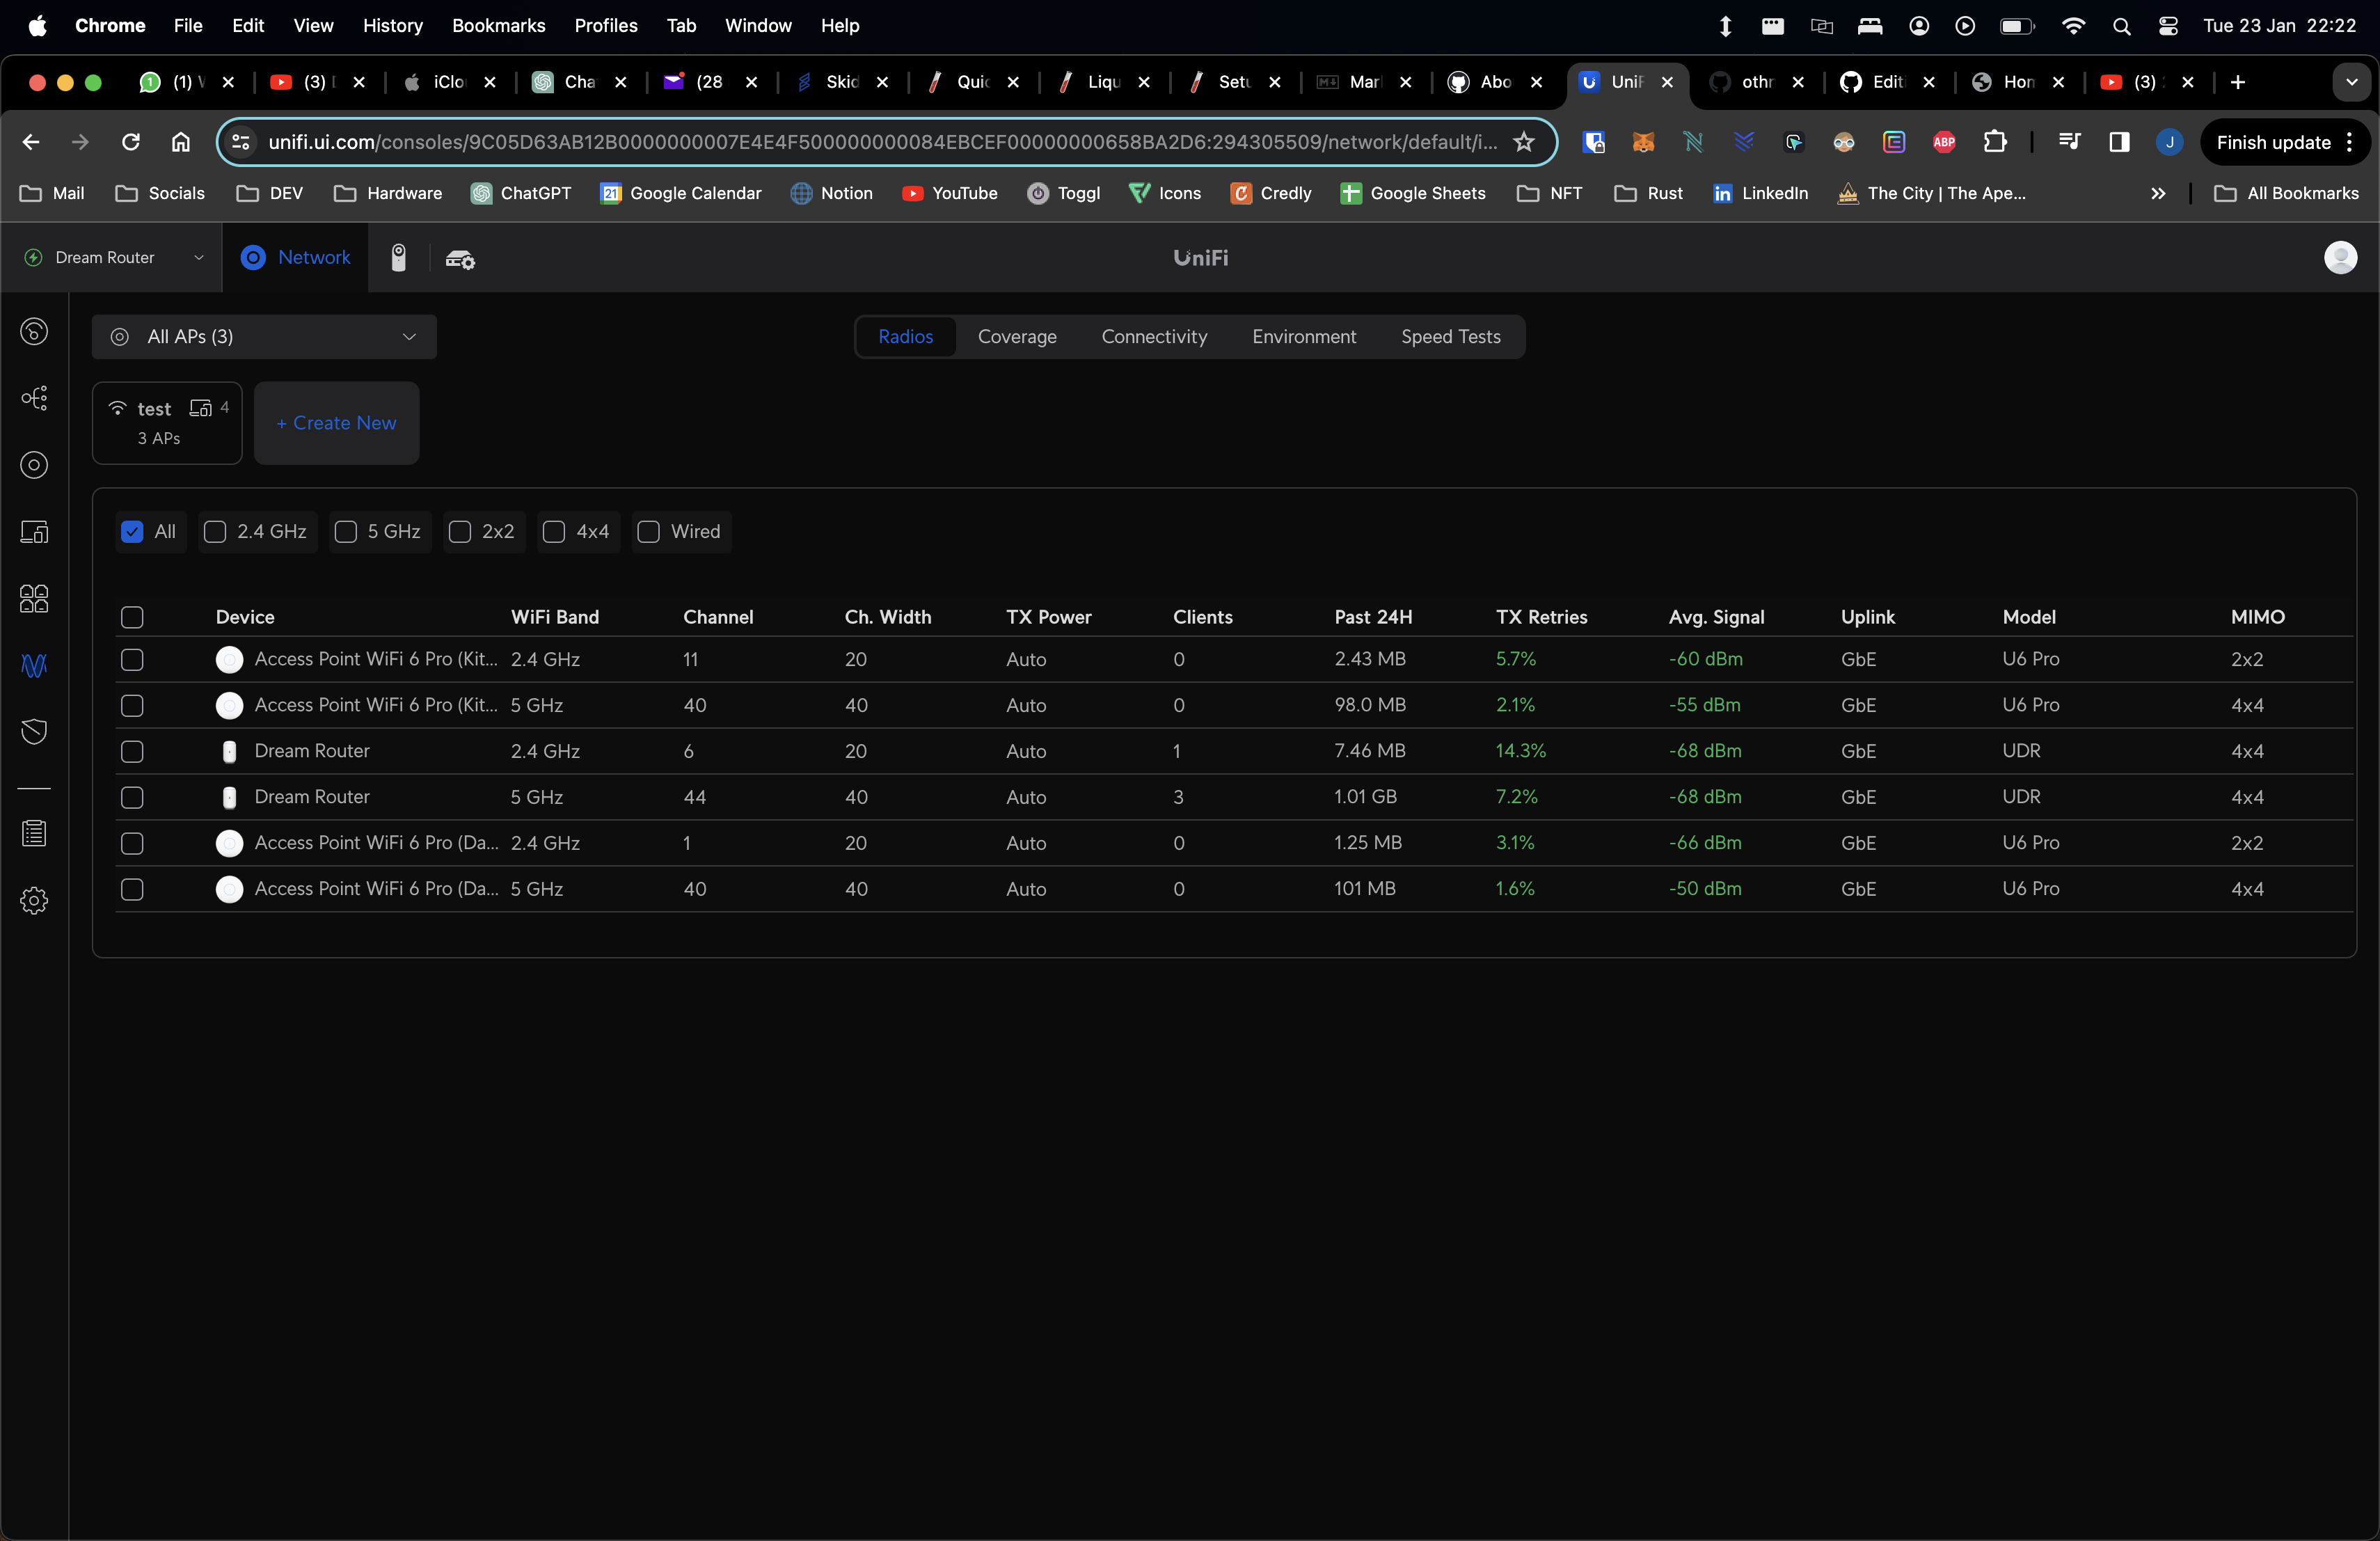 Chrome File Edit View History Bookmarks Profiles Tab Window Help Tue 23 Jan 22:22
(1) (3) iClo Cha (28 Skid Quic Liqu Setu Mar Abo UniF othr Editi Hom (3)
unifi.ui.com/consoles/9C05D63AB12B0000000007E4E4F500000000084EBCEF00000000658BA2D6:294305509/network/default/i... ABP J Finish update
Mail Socials DEV Hardware ChatGPT 21 Google Calendar Notion YouTube Toggl Icons Credly Google Sheets NFT Rust LinkedIn The City | The Ape... All Bookmarks
Dream Router Network UniFi
All APs (3) Radios Coverage Connectivity Environment Speed Tests
test 4
3 APs
+ Create New
All 2.4 GHz 5 GHz 2x2 4x4 Wired
Device WiFi Band Channel Ch. Width TX Power Clients Past 24H TX Retries Avg. Signal Uplink Model MIMO
Access Point WiFi 6 Pro (Kit... 2.4 GHz 11 20 Auto 0 2.43 MB 5.7% -60 dBm GbE U6 Pro 2x2
Access Point WiFi 6 Pro (Kit... 5 GHz 40 40 Auto 0 98.0 MB 2.1% -55 dBm GbE U6 Pro 4x4
Dream Router 2.4 GHz 6 20 Auto 1 7.46 MB 14.3% -68 dBm GbE UDR 4x4
Dream Router 5 GHz 44 40 Auto 3 1.01 GB 7.2% -68 dBm GbE UDR 4x4
Access Point WiFi 6 Pro (Da... 2.4 GHz 1 20 Auto 0 1.25 MB 3.1% -66 dBm GbE U6 Pro 2x2
Access Point WiFi 6 Pro (Da... 5 GHz 40 40 Auto 0 101 MB 1.6% -50 dBm GbE U6 Pro 4x4